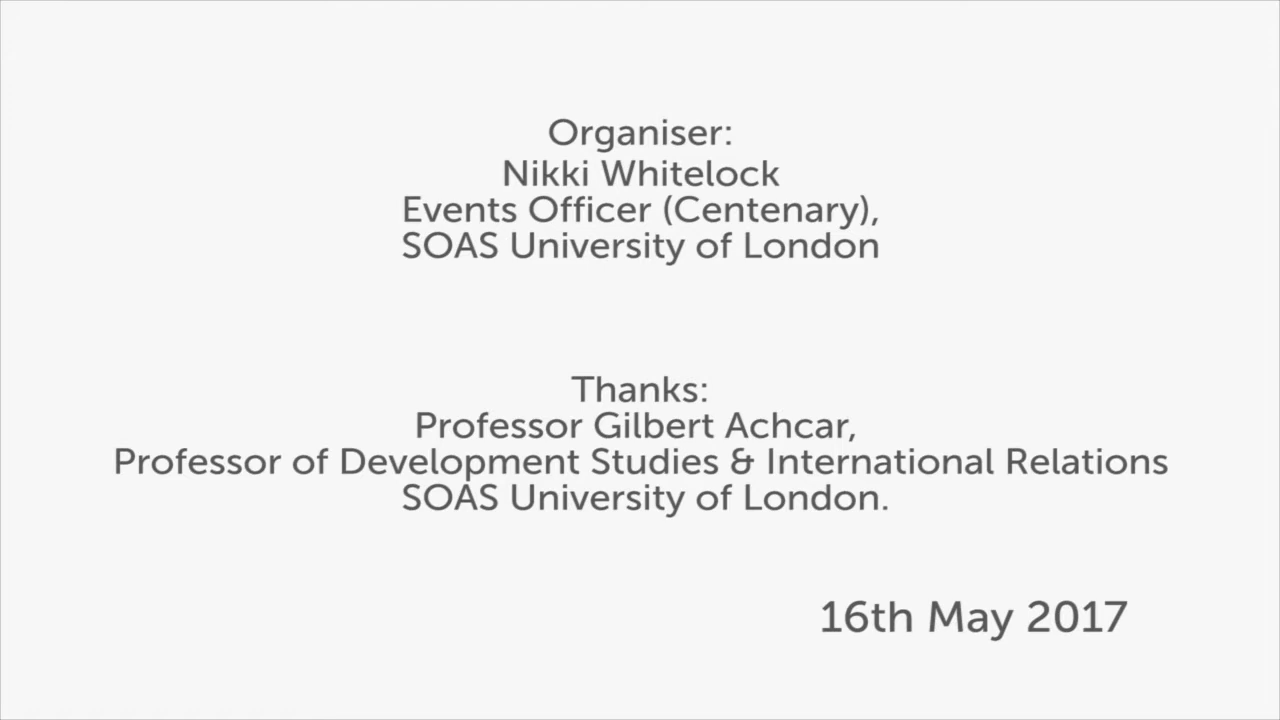 Organiser:
Nikki Whitelock
Events Officer (Centenary),
SOAS University of London
Thanks:
Professor Gilbert Achcar,
Professor of Development Studies & International Relations
SOAS University of London.
16th May 2017